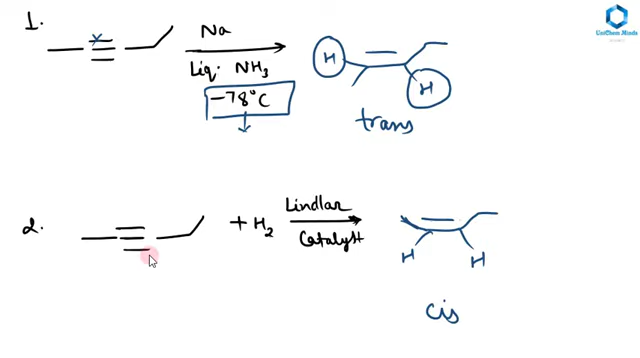 UniChem Minds
1.
Na
Liq. NH3
-78°C
H
H
trans
2.
+ H2
Lindlar
Catalyst
H
H
cis